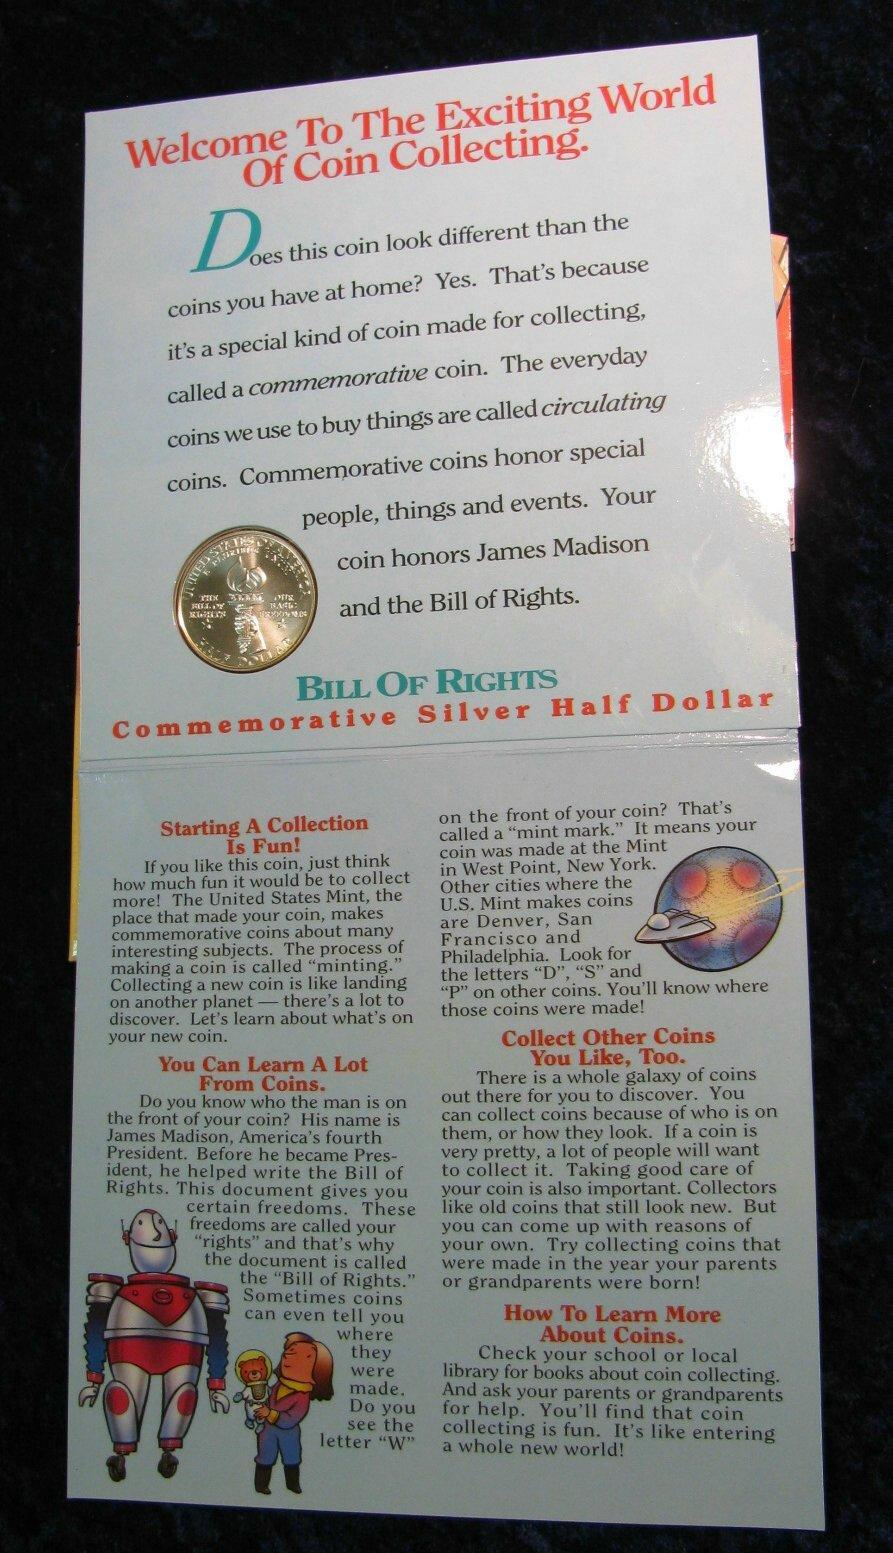 Welcome To The Exciting World
Of Coin Collecting.
Does this coin look different than the
coins you have at home? Yes. That's because
it's a special kind of coin made for collecting,
called a commemorative coin. The everyday
coins we use to buy things are called circulating
coins. Commemorative coins honor special
people, things and events. Your
coin honors James Madison
and the Bill of Rights.
UNITED STATES OF AMERICA
THE
BILL OF
RIGHTS
OUR
BASIC
FREEDOMS
HALF DOLLAR
BILL OF RIGHTS
Commemorative Silver Half Dollar
Starting A Collection
Is Fun!
If you like this coin, just think
how much fun it would be to collect
more! The United States Mint, the
place that made your coin, makes
commemorative coins about many
interesting subjects. The process of
making a coin is called "minting."
Collecting a new coin is like landing
on another planet — there's a lot to
discover. Let's learn about what's on
your new coin.
You Can Learn A Lot
From Coins.
Do you know who the man is on
the front of your coin? His name is
James Madison, America's fourth
President. Before he became Pres-
ident, he helped write the Bill of
Rights. This document gives you
certain freedoms. These
freedoms are called your
"rights" and that's why
the document is called
the "Bill of Rights."
Sometimes coins
can even tell you
where
they
were
made.
Do you
see the
letter "W"
on the front of your coin? That's
called a "mint mark." It means your
coin was made at the Mint
in West Point, New York.
Other cities where the
U.S. Mint makes coins
are Denver, San
Francisco and
Philadelphia. Look for
the letters "D", "S" and
"P" on other coins. You'll know where
those coins were made!
Collect Other Coins
You Like, Too.
There is a whole galaxy of coins
out there for you to discover. You
can collect coins because of who is on
them, or how they look. If a coin is
very pretty, a lot of people will want
to collect it. Taking good care of
your coin is also important. Collectors
like old coins that still look new. But
you can come up with reasons of
your own. Try collecting coins that
were made in the year your parents
or grandparents were born!
How To Learn More
About Coins.
Check your school or local
library for books about coin collecting.
And ask your parents or grandparents
for help. You'll find that coin
collecting is fun. It's like entering
a whole new world!